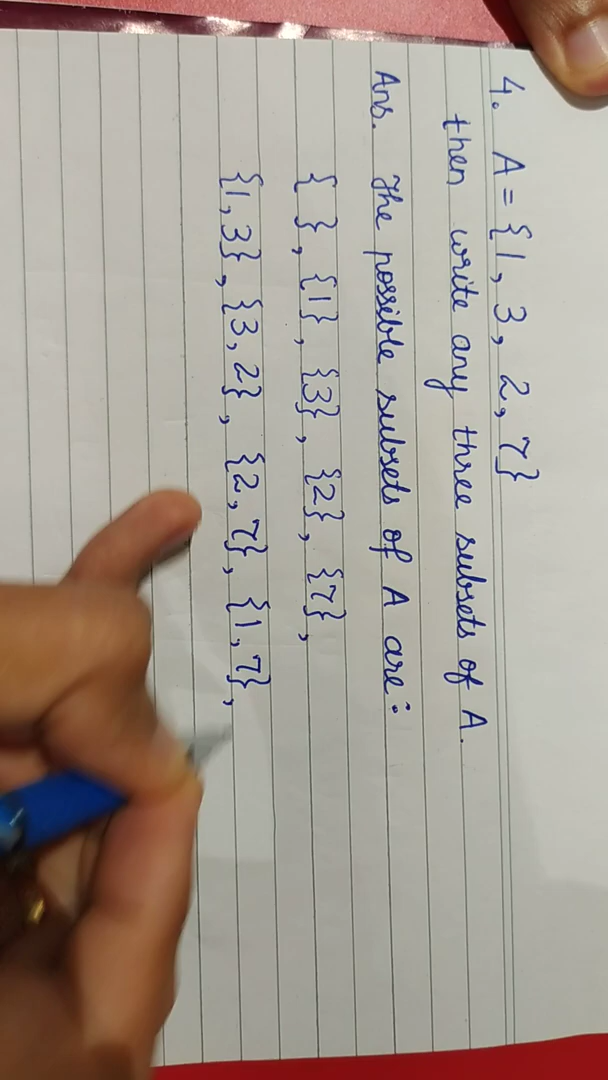 4. A = {1, 3, 2, 7}
then write any three subsets of A.
Ans. The possible subsets of A are:
{ }, {1}, {3}, {2}, {7},
{1, 3}, {3, 2}, {2, 7}, {1, 7},